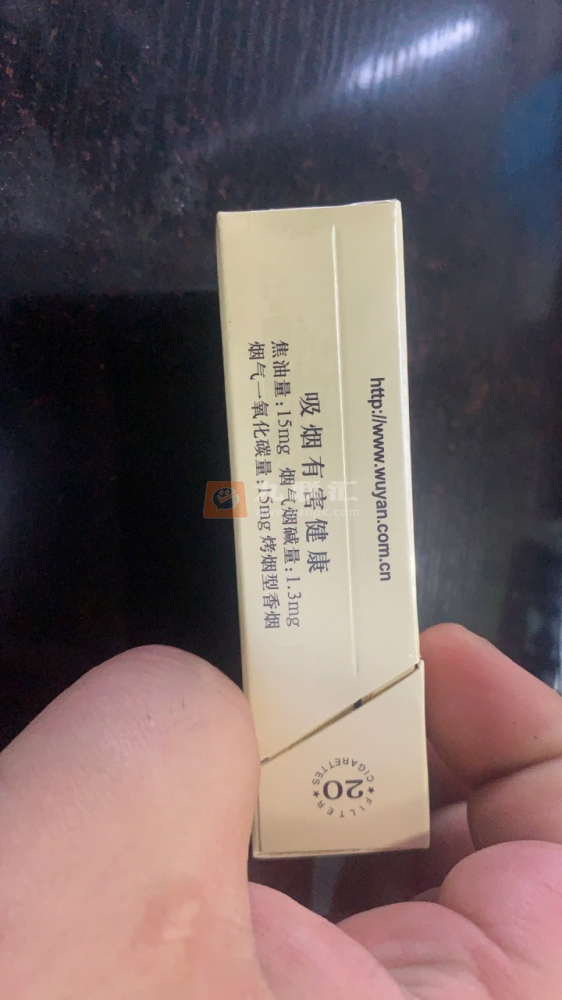 http://www.wuyan.com.cn
吸烟有害健康
焦油量:15mg 烟气烟碱量:1.3mg
烟气一氧化碳量:15mg 烤烟型香烟
FILTER CIGARETTES
20